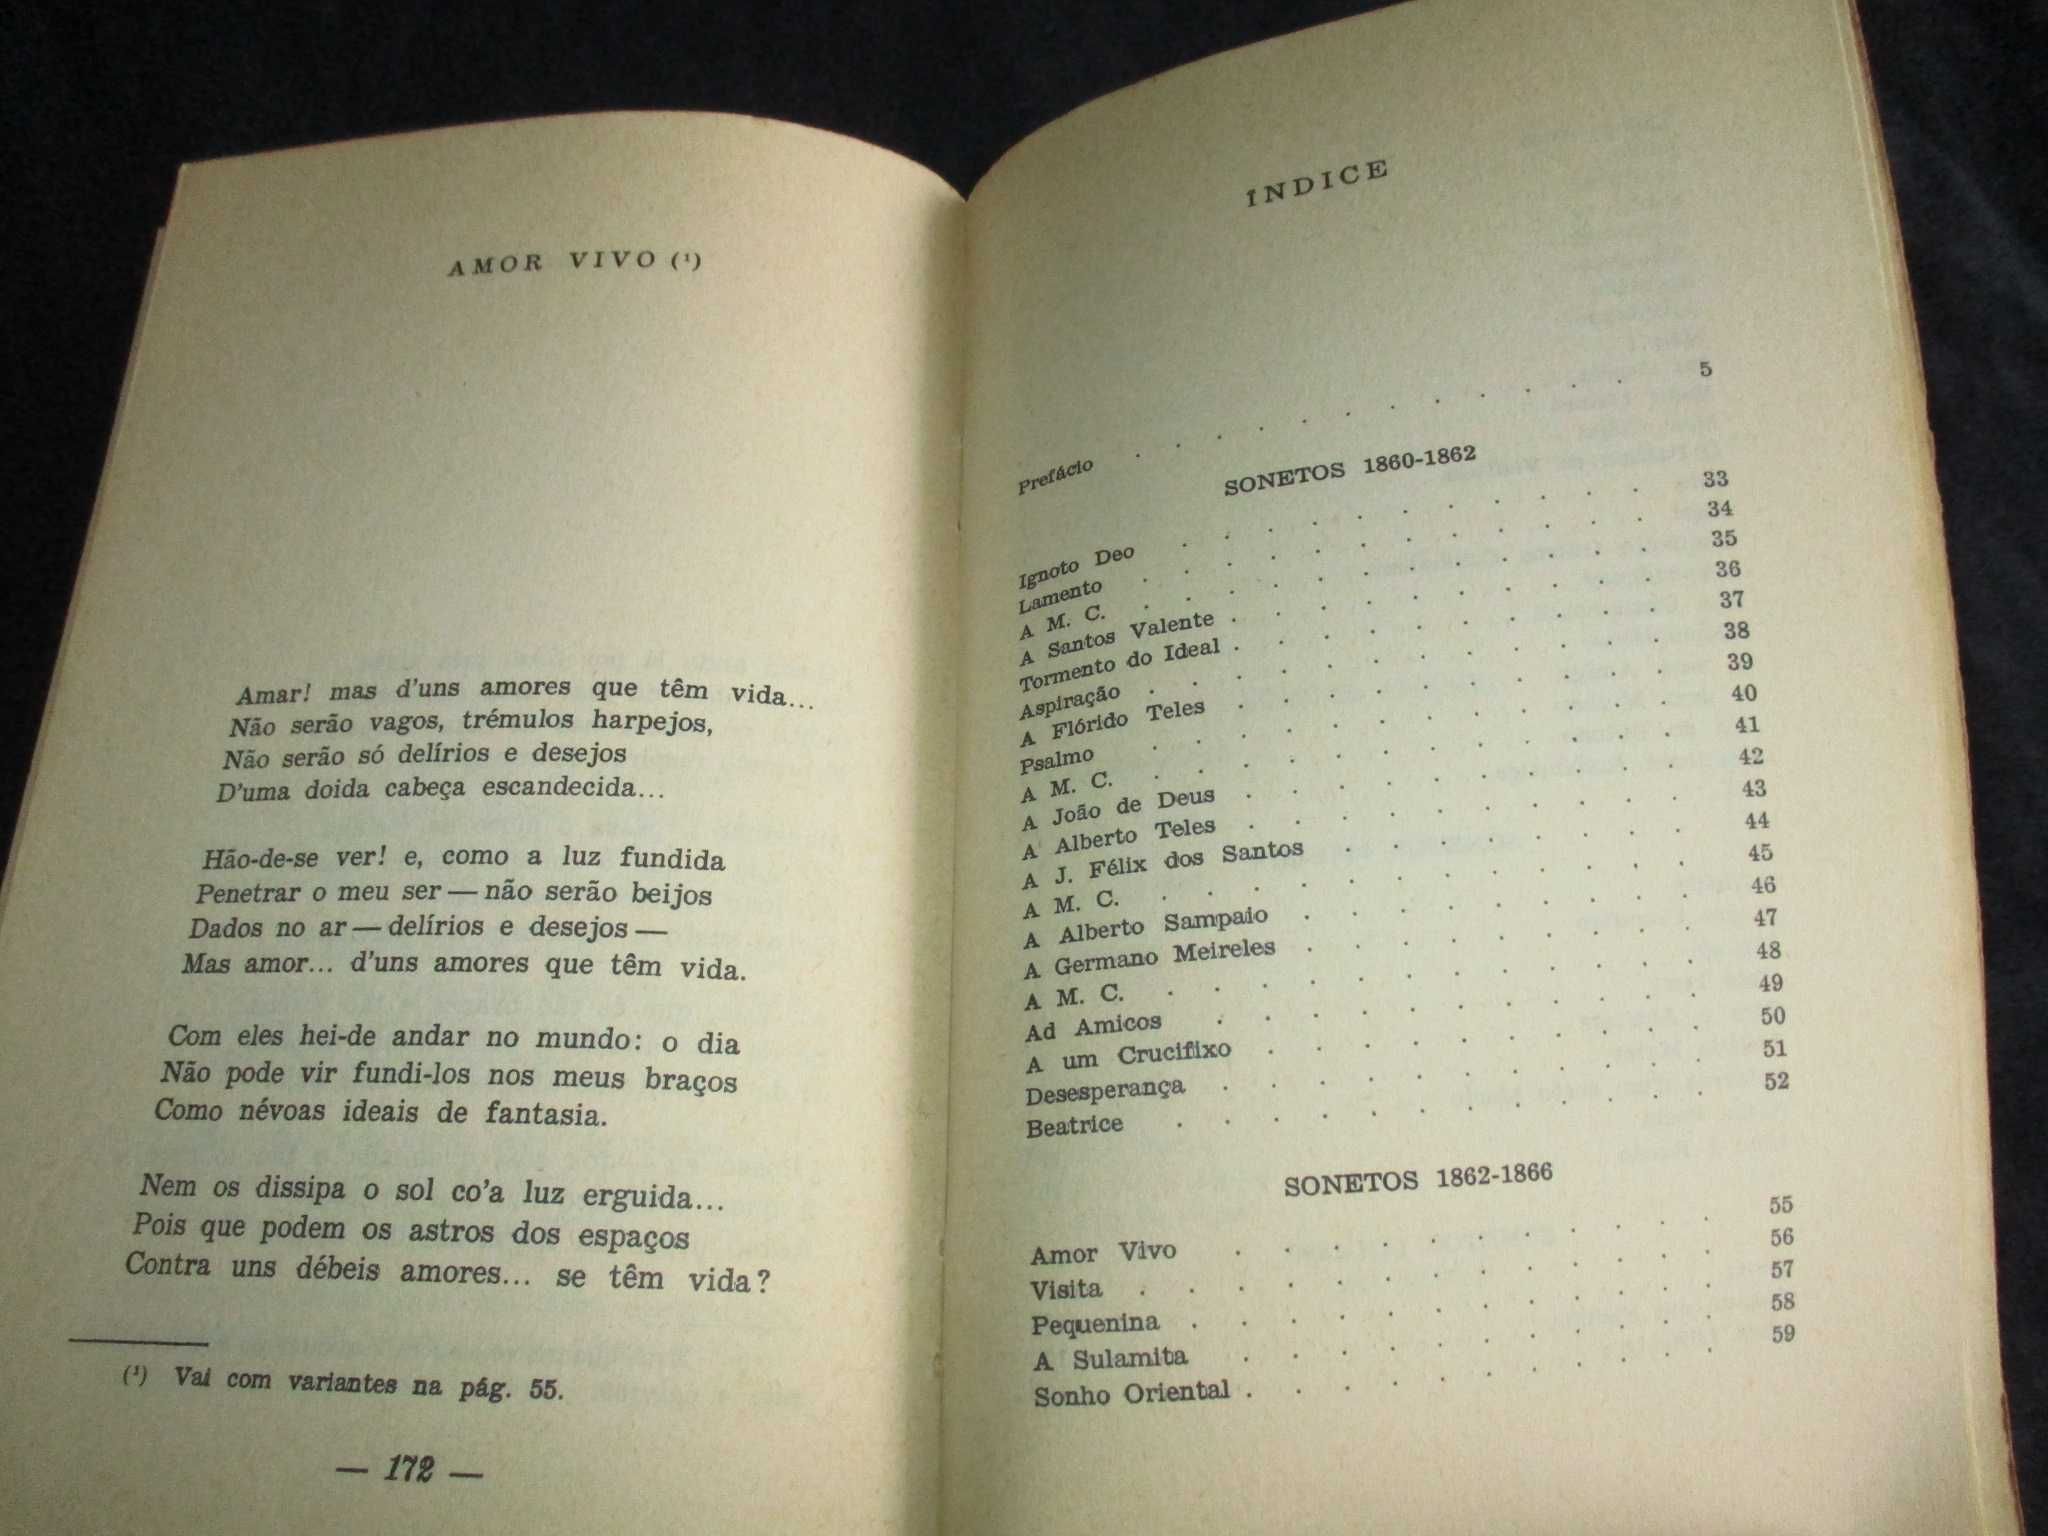 AMOR VIVO (¹)
Amar! mas d'uns amores que têm vida...
Não serão vagos, trémulos harpejos,
Não serão só delírios e desejos
D'uma doida cabeça escandecida...
Hão-de-se ver! e, como a luz fundida
Penetrar o meu ser — não serão beijos
Dados no ar — delírios e desejos —
Mas amor... d'uns amores que têm vida.
Com eles hei-de andar no mundo: o dia
Não pode vir fundi-los nos meus braços
Como névoas ideais de fantasia.
Nem os dissipa o sol co'a luz erguida...
Pois que podem os astros dos espaços
Contra uns débeis amores... se têm vida?
(¹) Vai com variantes na pág. 55.
— 172 —
ÍNDICE
Prefácio . . . . . . . . . . . . 5
SONETOS 1860-1862
Ignoto Deo . . . . . . . . . . . 33
Lamento . . . . . . . . . . . . 34
A M. C. . . . . . . . . . . . . 35
A Santos Valente . . . . . . . . . . 36
Tormento do Ideal . . . . . . . . . . 37
Aspiração . . . . . . . . . . . . 38
A Flórido Teles . . . . . . . . . . 39
Psalmo . . . . . . . . . . . . 40
A M. C. . . . . . . . . . . . . 41
A João de Deus . . . . . . . . . . 42
A Alberto Teles . . . . . . . . . . 43
A J. Félix dos Santos . . . . . . . . 44
A M. C. . . . . . . . . . . . . 45
A Alberto Sampaio . . . . . . . . . 46
A Germano Meireles . . . . . . . . . 47
A M. C. . . . . . . . . . . . . 48
Ad Amicos . . . . . . . . . . . 49
A um Crucifixo . . . . . . . . . . 50
Desesperança . . . . . . . . . . . 51
Beatrice . . . . . . . . . . . . 52
SONETOS 1862-1866
Amor Vivo . . . . . . . . . . . 55
Visita . . . . . . . . . . . . 56
Pequenina . . . . . . . . . . . 57
A Sulamita . . . . . . . . . . 58
Sonho Oriental . . . . . . . . . . 59